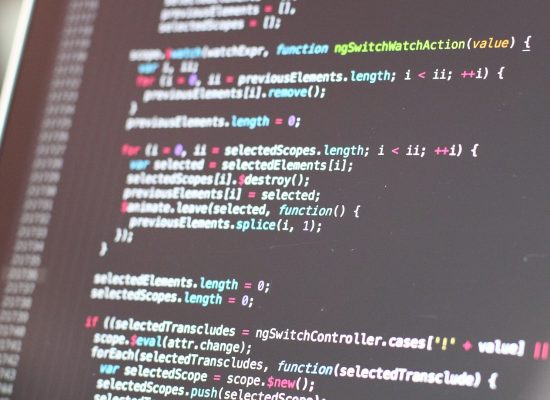 previousElements = [],
selectedScopes = [];
scope.$watch(watchExpr, function ngSwitchWatchAction(value) {
var i, ii;
for (i = 0, ii = previousElements.length; i < ii; ++i) {
previousElements[i].remove();
}
previousElements.length = 0;
for (i = 0, ii = selectedScopes.length; i < ii; ++i) {
var selected = selectedElements[i];
selectedScopes[i].$destroy();
previousElements[i] = selected;
$animate.leave(selected, function() {
previousElements.splice(i, 1);
});
}
selectedElements.length = 0;
selectedScopes.length = 0;
if ((selectedTranscludes = ngSwitchController.cases['!' + value] ||
scope.$eval(attr.change);
forEach(selectedTranscludes, function(selectedTransclude) {
var selectedScope = scope.$new();
selectedScopes.push(selectedScope);